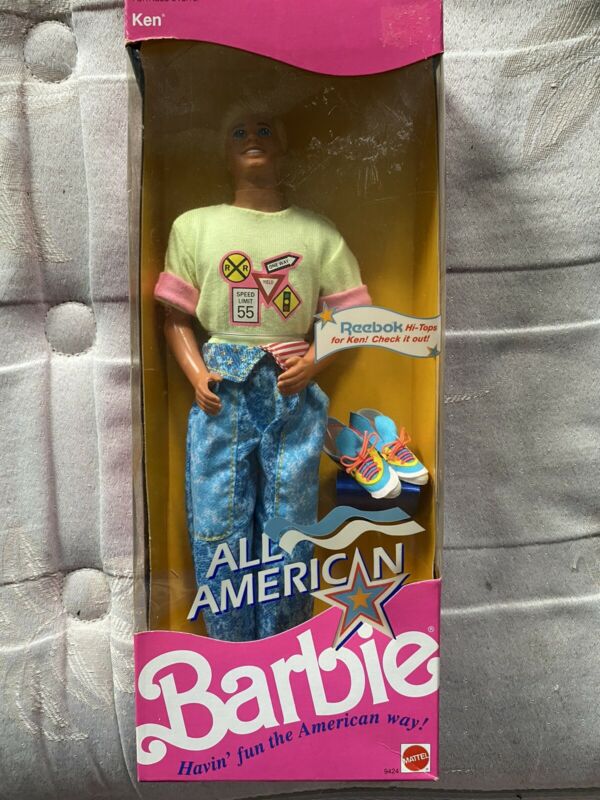 Ken
R R
ONE WAY
YIELD
SPEED
LIMIT
55
Reebok Hi-Tops
for Ken! Check it out!
ALL
AMERICAN
Barbie®
Havin' fun the American way!
9424
MATTEL